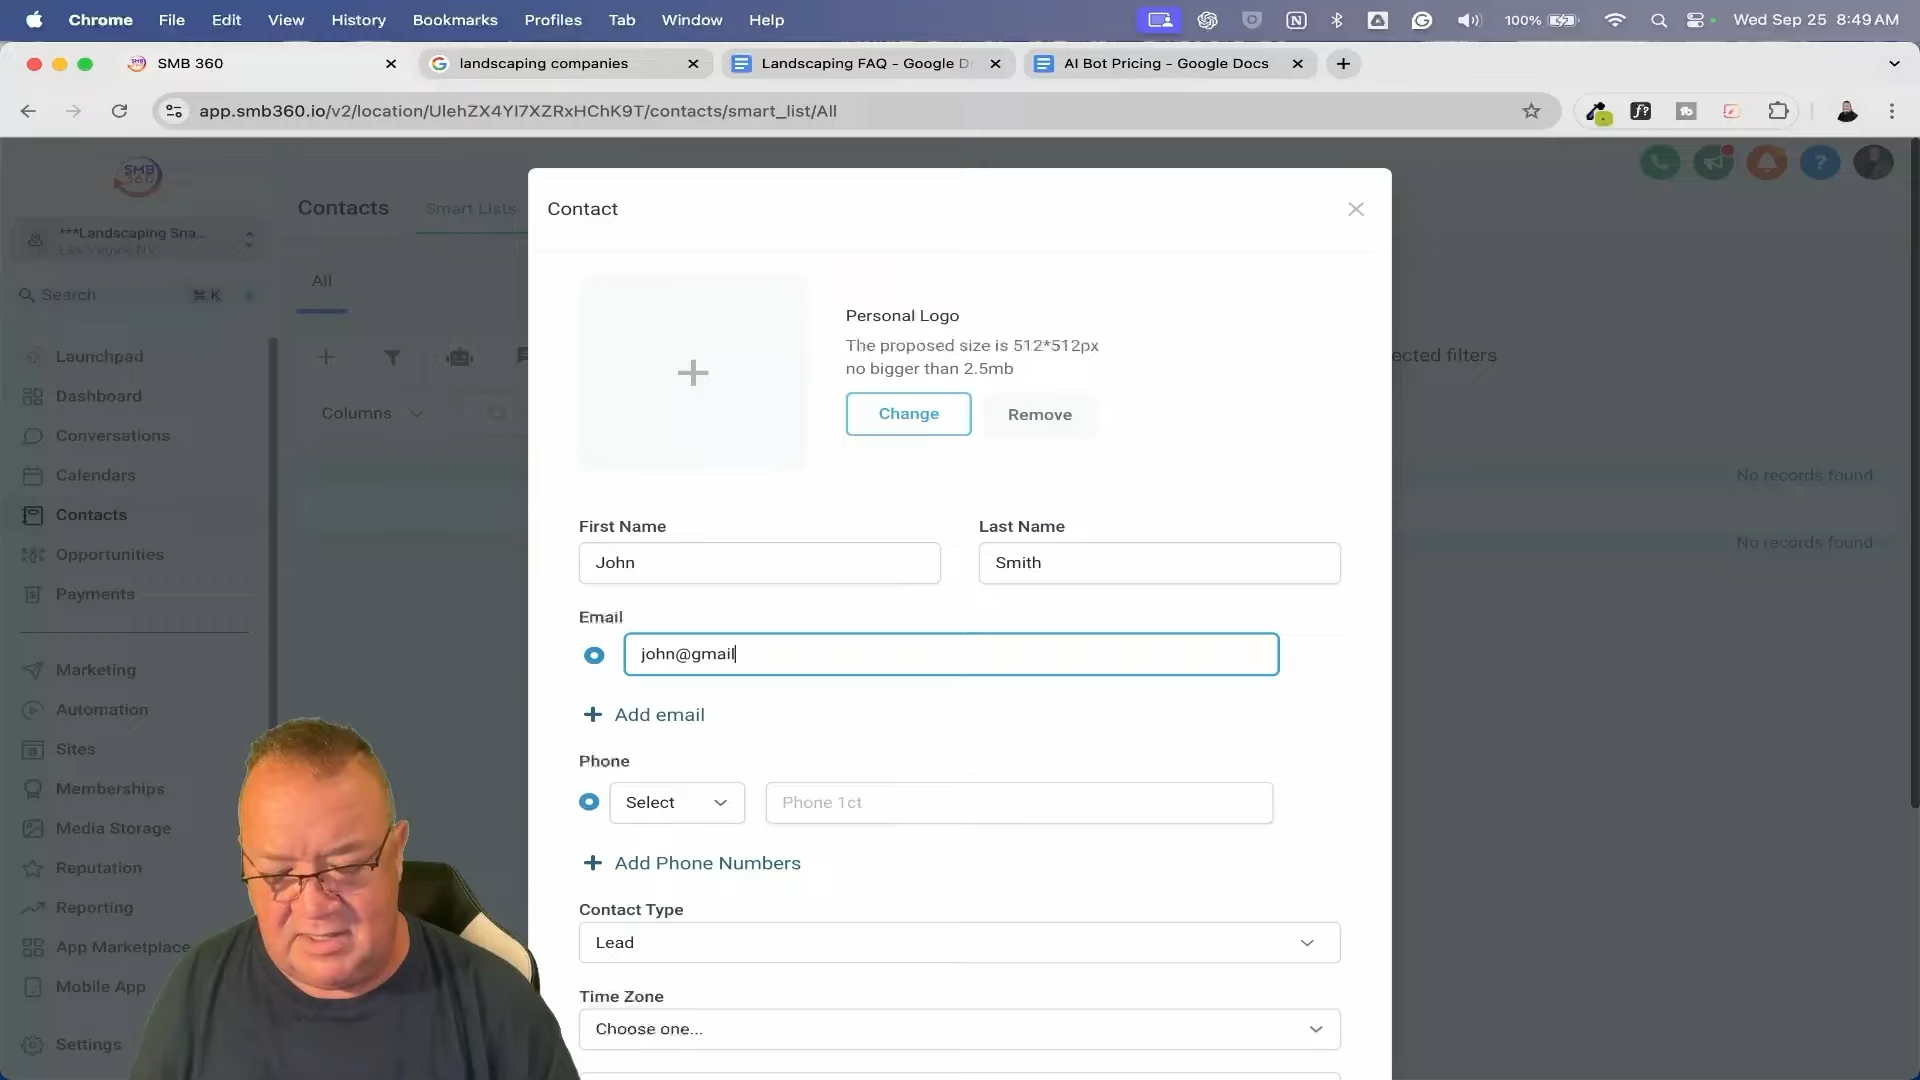 Chrome File Edit View History Bookmarks Profiles Tab Window Help 100% Wed Sep 25 8:49 AM
SMB 360 landscaping companies Landscaping FAQ - Google D AI Bot Pricing - Google Docs
app.smb360.io/v2/location/UlehZX4YI7XZRxHChK9T/contacts/smart_list/All
SMB
360
Contacts Smart Lists
***Landscaping Sna...
Las Vegas, NV
Search ⌘ K
All
Launchpad
Dashboard
Conversations
Calendars
Contacts
Opportunities
Payments
Marketing
Automation
Sites
Memberships
Media Storage
Reputation
Reporting
App Marketplace
Mobile App
Settings
Columns
ected filters
No records found
No records found
Contact
Personal Logo
The proposed size is 512*512px
no bigger than 2.5mb
Change Remove
First Name Last Name
John Smith
Email
john@gmail
Add email
Phone
Select Phone 1ct
Add Phone Numbers
Contact Type
Lead
Time Zone
Choose one...